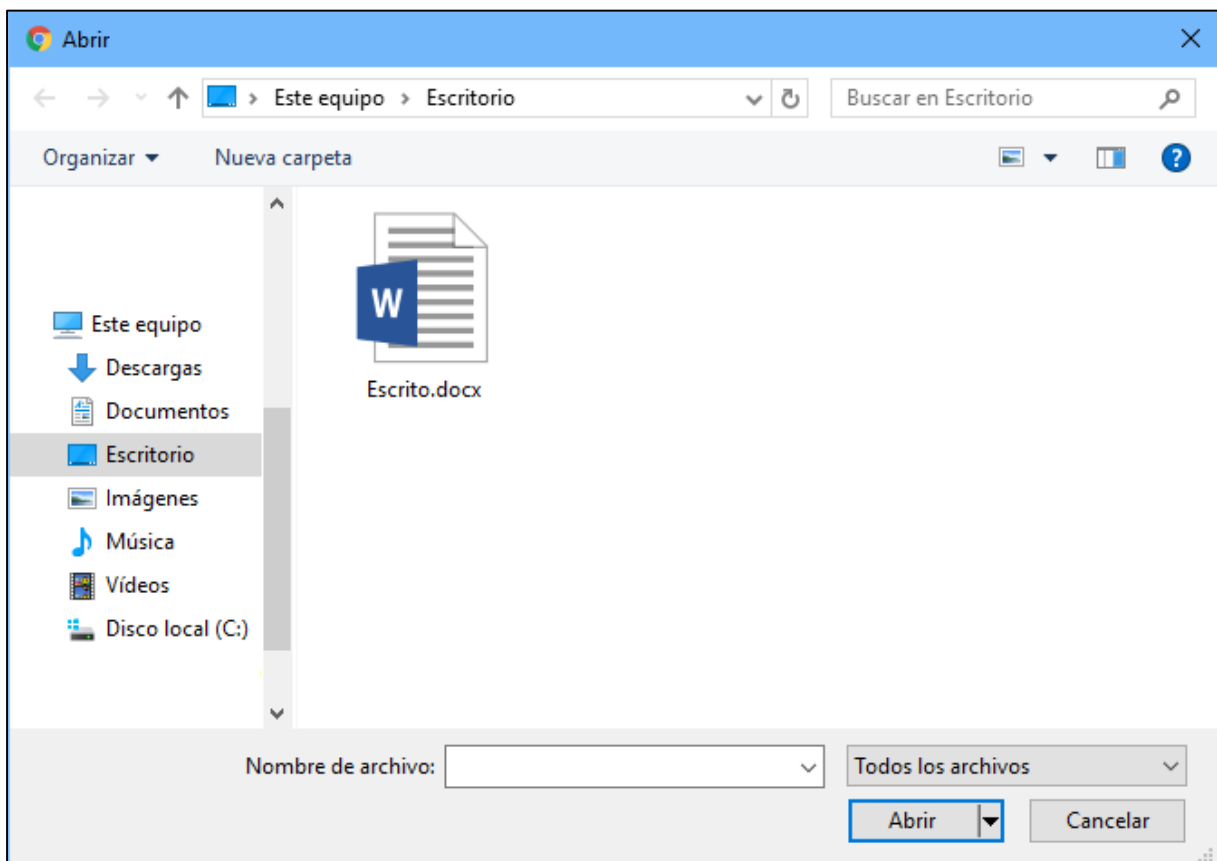 Abrir
Este equipo > Escritorio
Buscar en Escritorio
Organizar
Nueva carpeta
?
Este equipo
Descargas
Documentos
Escritorio
Imágenes
Música
Vídeos
Disco local (C:)
W
Escrito.docx
Nombre de archivo:
Todos los archivos
Abrir
Cancelar